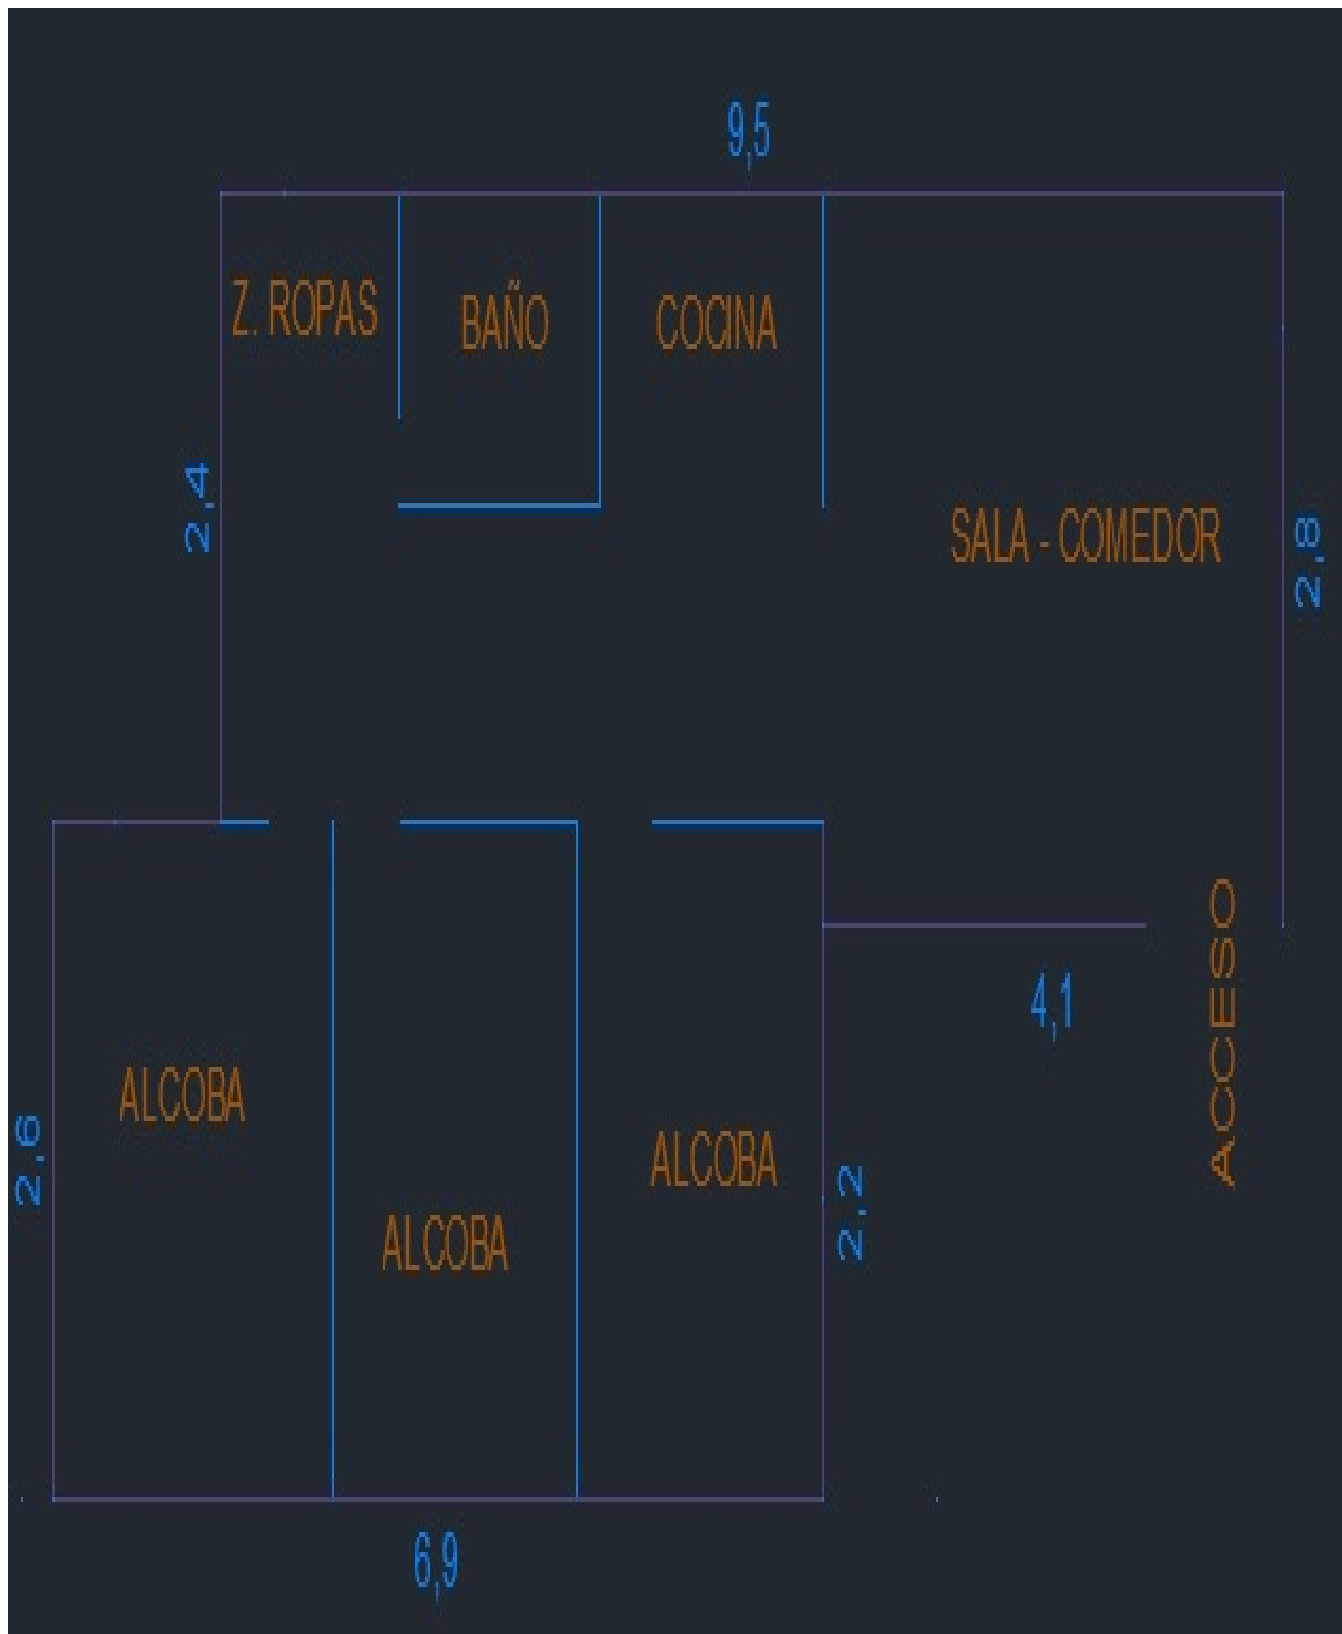 9,5
Z. ROPAS
BAÑO
COCINA
2,4
SALA - COMEDOR
2,8
ACCESO
4,1
ALCOBA
2,6
ALCOBA
2,2
ALCOBA
6,9